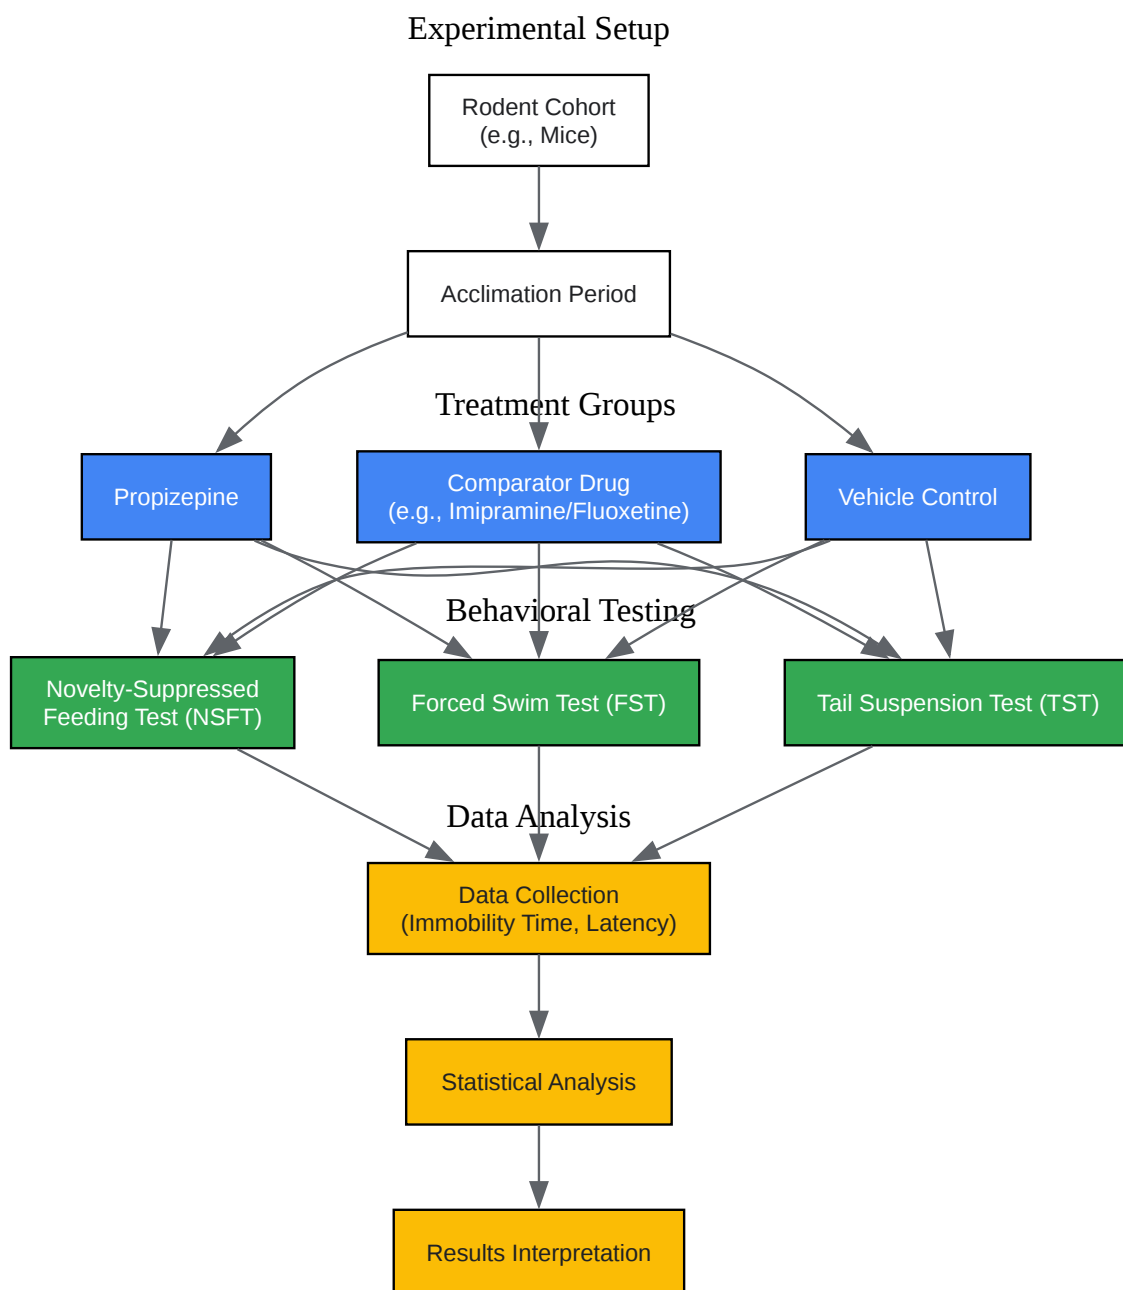 Experimental Setup
Rodent Cohort
(e.g., Mice)
Acclimation Period
Treatment Groups
Propizepine
Comparator Drug
(e.g., Imipramine/Fluoxetine)
Vehicle Control
Behavioral Testing
Novelty-Suppressed
Feeding Test (NSFT)
Forced Swim Test (FST)
Tail Suspension Test (TST)
Data Analysis
Data Collection
(Immobility Time, Latency)
Statistical Analysis
Results Interpretation